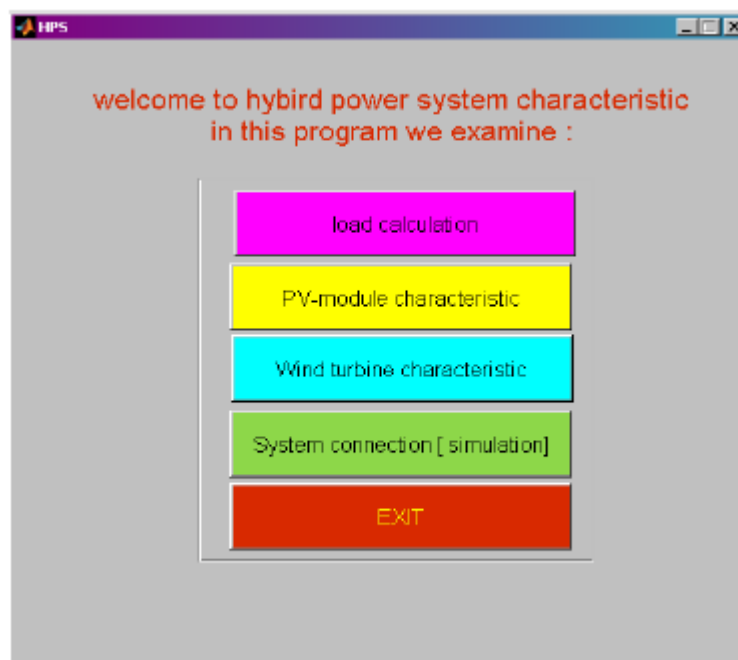 HPS
welcome to hybird power system characteristic
in this program we examine :
load calculation
PV-module characteristic
Wind turbine characteristic
System connection [ simulation]
EXIT